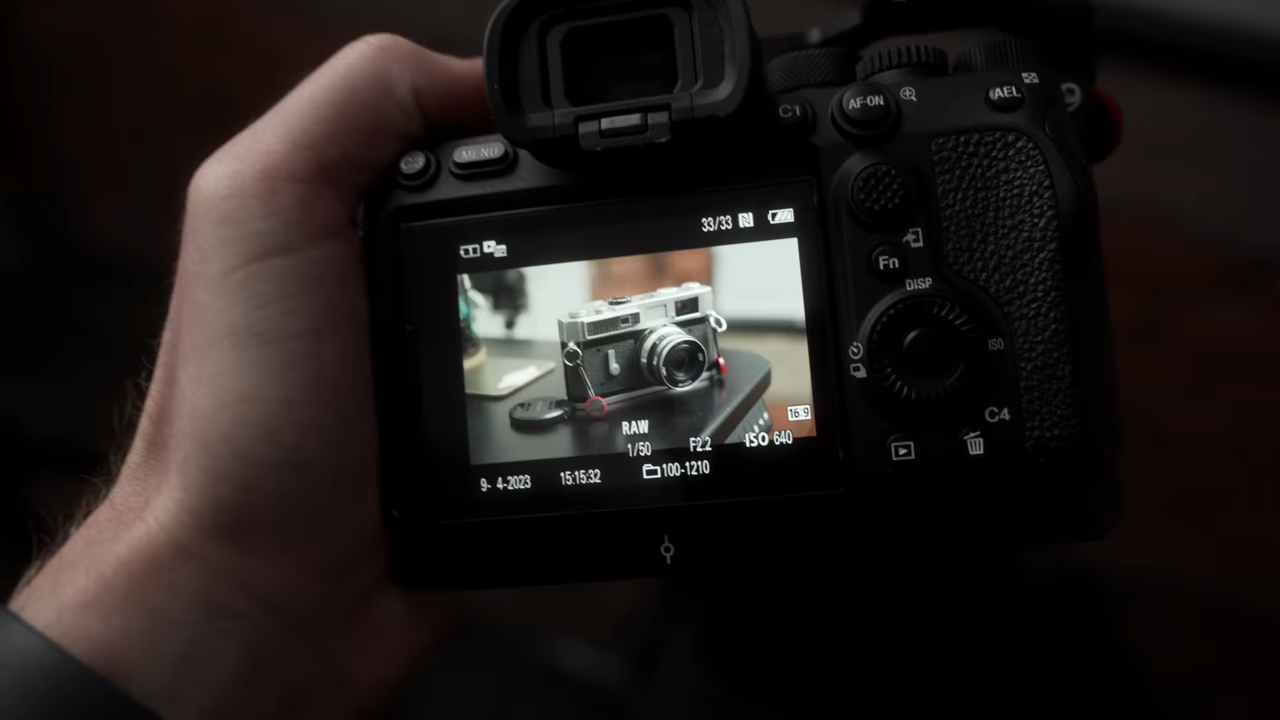 C3 MENU
C1 AF-ON AEL
33/33
Fn
DISP
ISO
16:9
RAW
1/50 F2.2 ISO 640
9- 4-2023 15:15:32 100-1210
C4